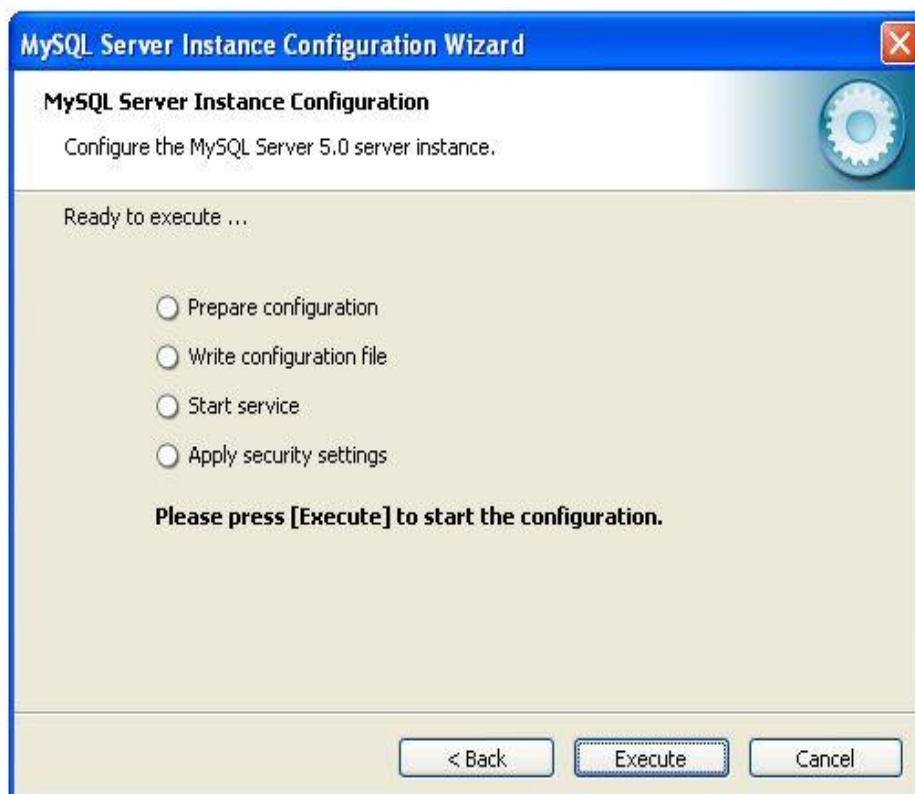 MySQL Server Instance Configuration Wizard
MySQL Server Instance Configuration
Configure the MySQL Server 5.0 server instance.
Ready to execute ...
Prepare configuration
Write configuration file
Start service
Apply security settings
Please press [Execute] to start the configuration.
< Back
Execute
Cancel